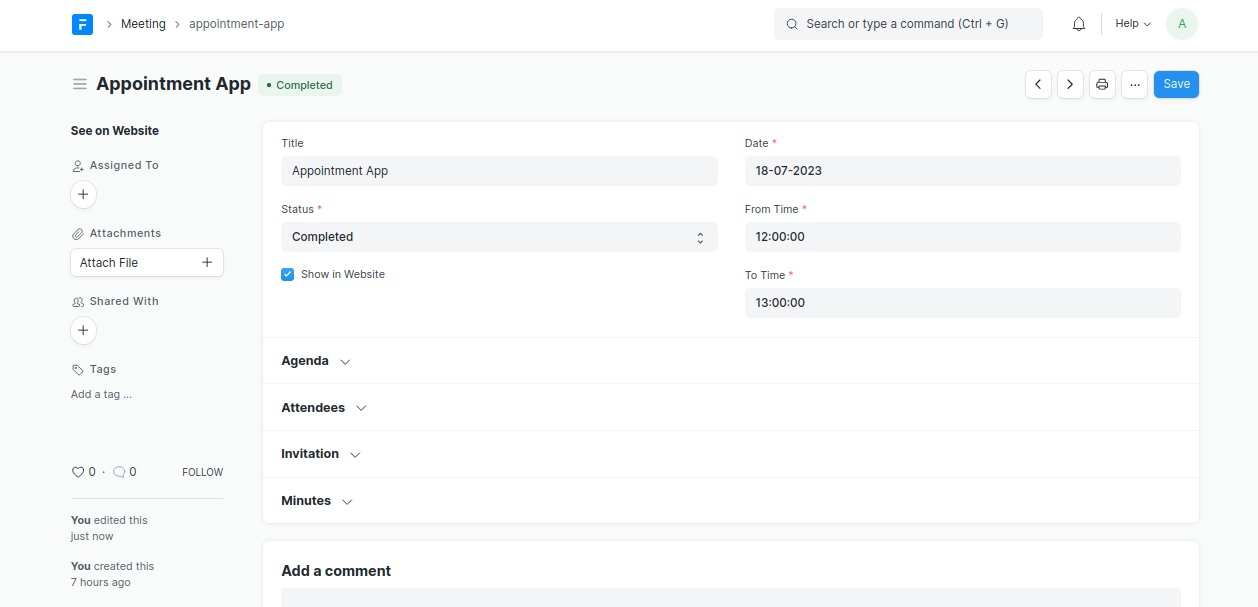 F Meeting appointment-app Search or type a command (Ctrl + G) Help A
Appointment App Completed ... Save
See on Website
Assigned To
Attachments
Attach File
Shared With
Tags
Add a tag ...
0 · 0 FOLLOW
You edited this
just now
You created this
7 hours ago
Title
Appointment App
Status *
Completed
Show in Website
Date *
18-07-2023
From Time *
12:00:00
To Time *
13:00:00
Agenda
Attendees
Invitation
Minutes
Add a comment